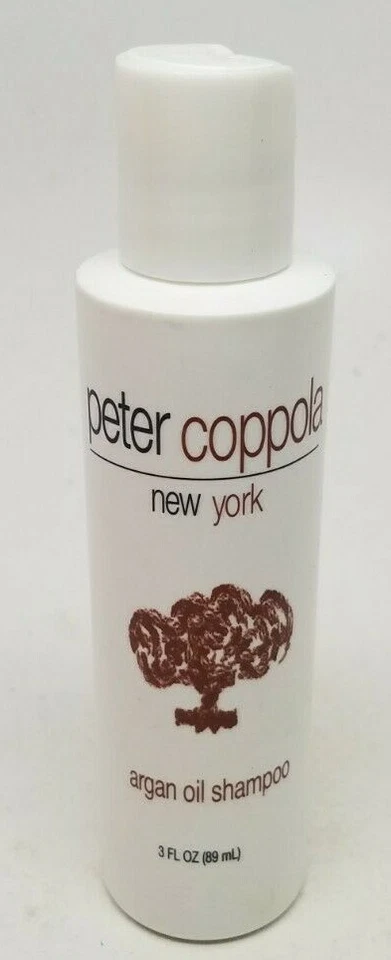 peter coppola
new york
argan oil shampoo
3 FL OZ (89 mL)